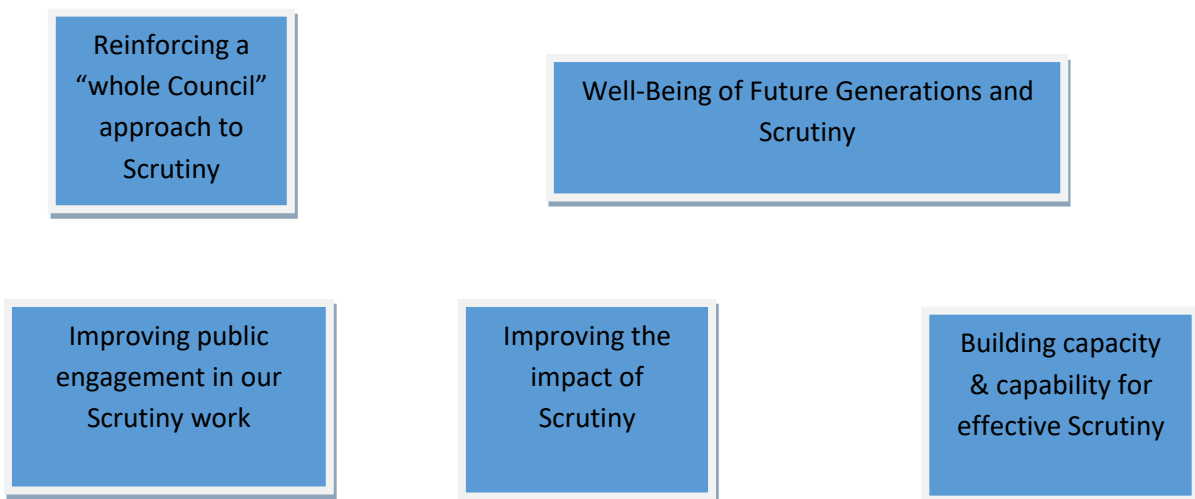 Reinforcing a
“whole Council”
approach to
Scrutiny
Well-Being of Future Generations and
Scrutiny
Improving public
engagement in our
Scrutiny work
Improving the
impact of
Scrutiny
Building capacity
& capability for
effective Scrutiny